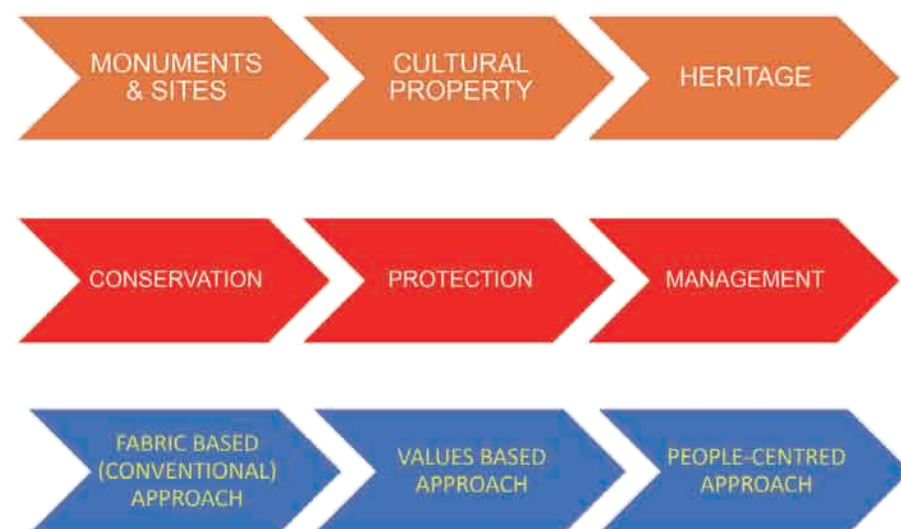 MONUMENTS
& SITES
CULTURAL
PROPERTY
HERITAGE
CONSERVATION
PROTECTION
MANAGEMENT
FABRIC BASED
(CONVENTIONAL)
APPROACH
VALUES BASED
APPROACH
PEOPLE-CENTRED
APPROACH